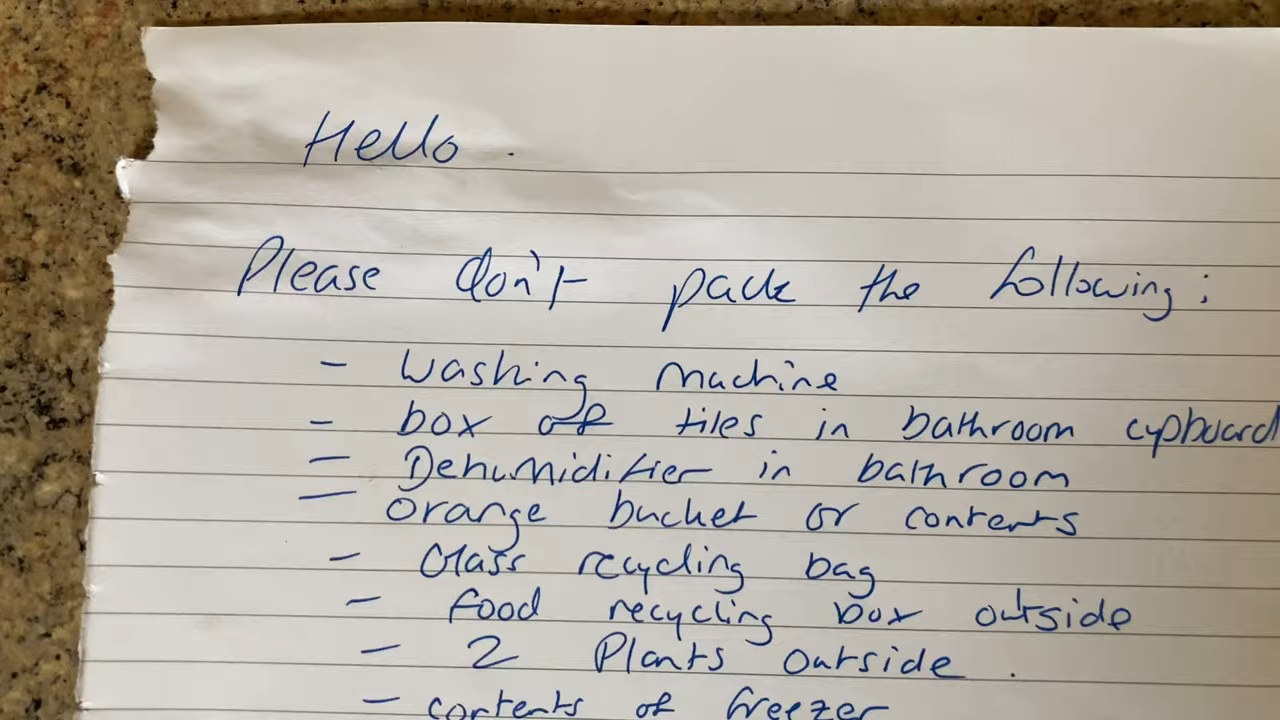 Hello.
Please don't pack the following:
- Washing machine
- box of tiles in bathroom cupboard
- Dehumidifier in bathroom
- Orange bucket or contents
- Glass recycling bag
- food recycling box outside
- 2 Plants outside.
- contents of freezer